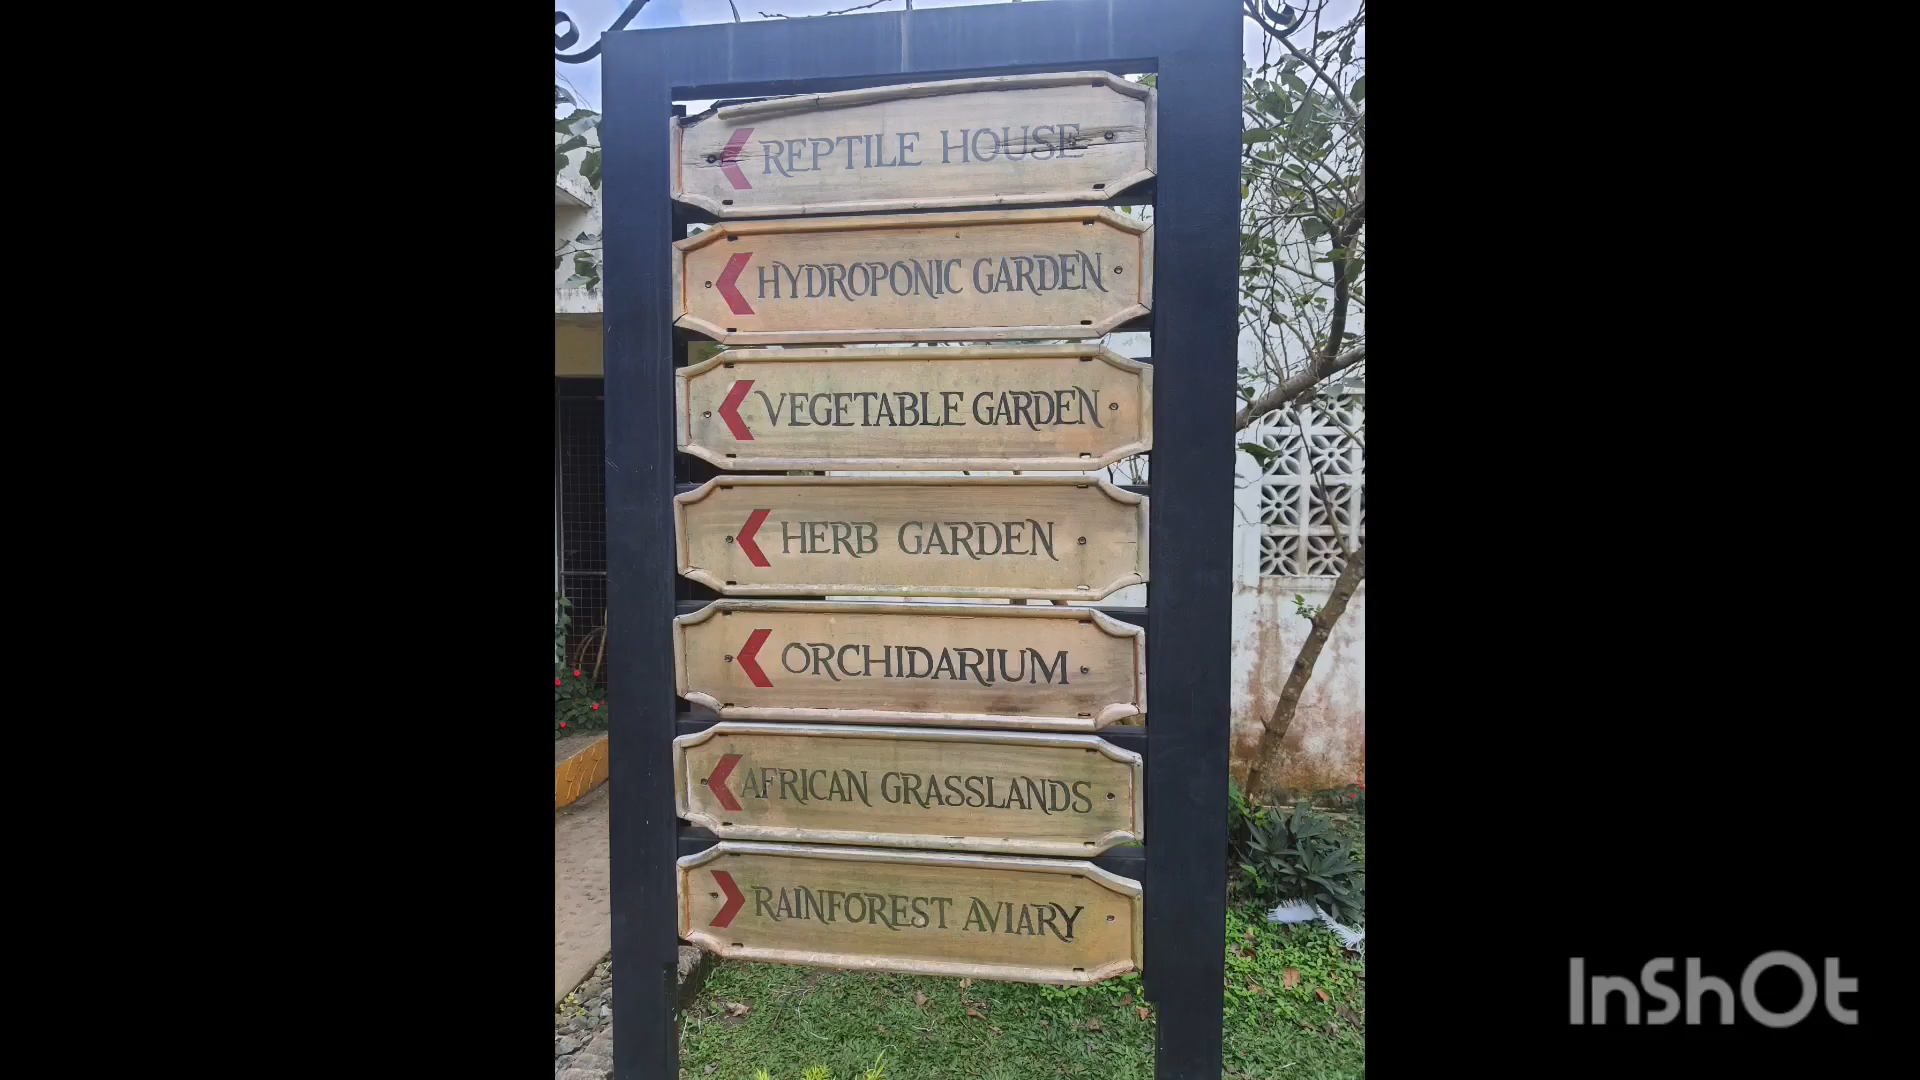 REPTILE HOUSE
HYDROPONIC GARDEN
VEGETABLE GARDEN
HERB GARDEN
ORCHIDARIUM
AFRICAN GRASSLANDS
RAINFOREST AVIARY
InShOt